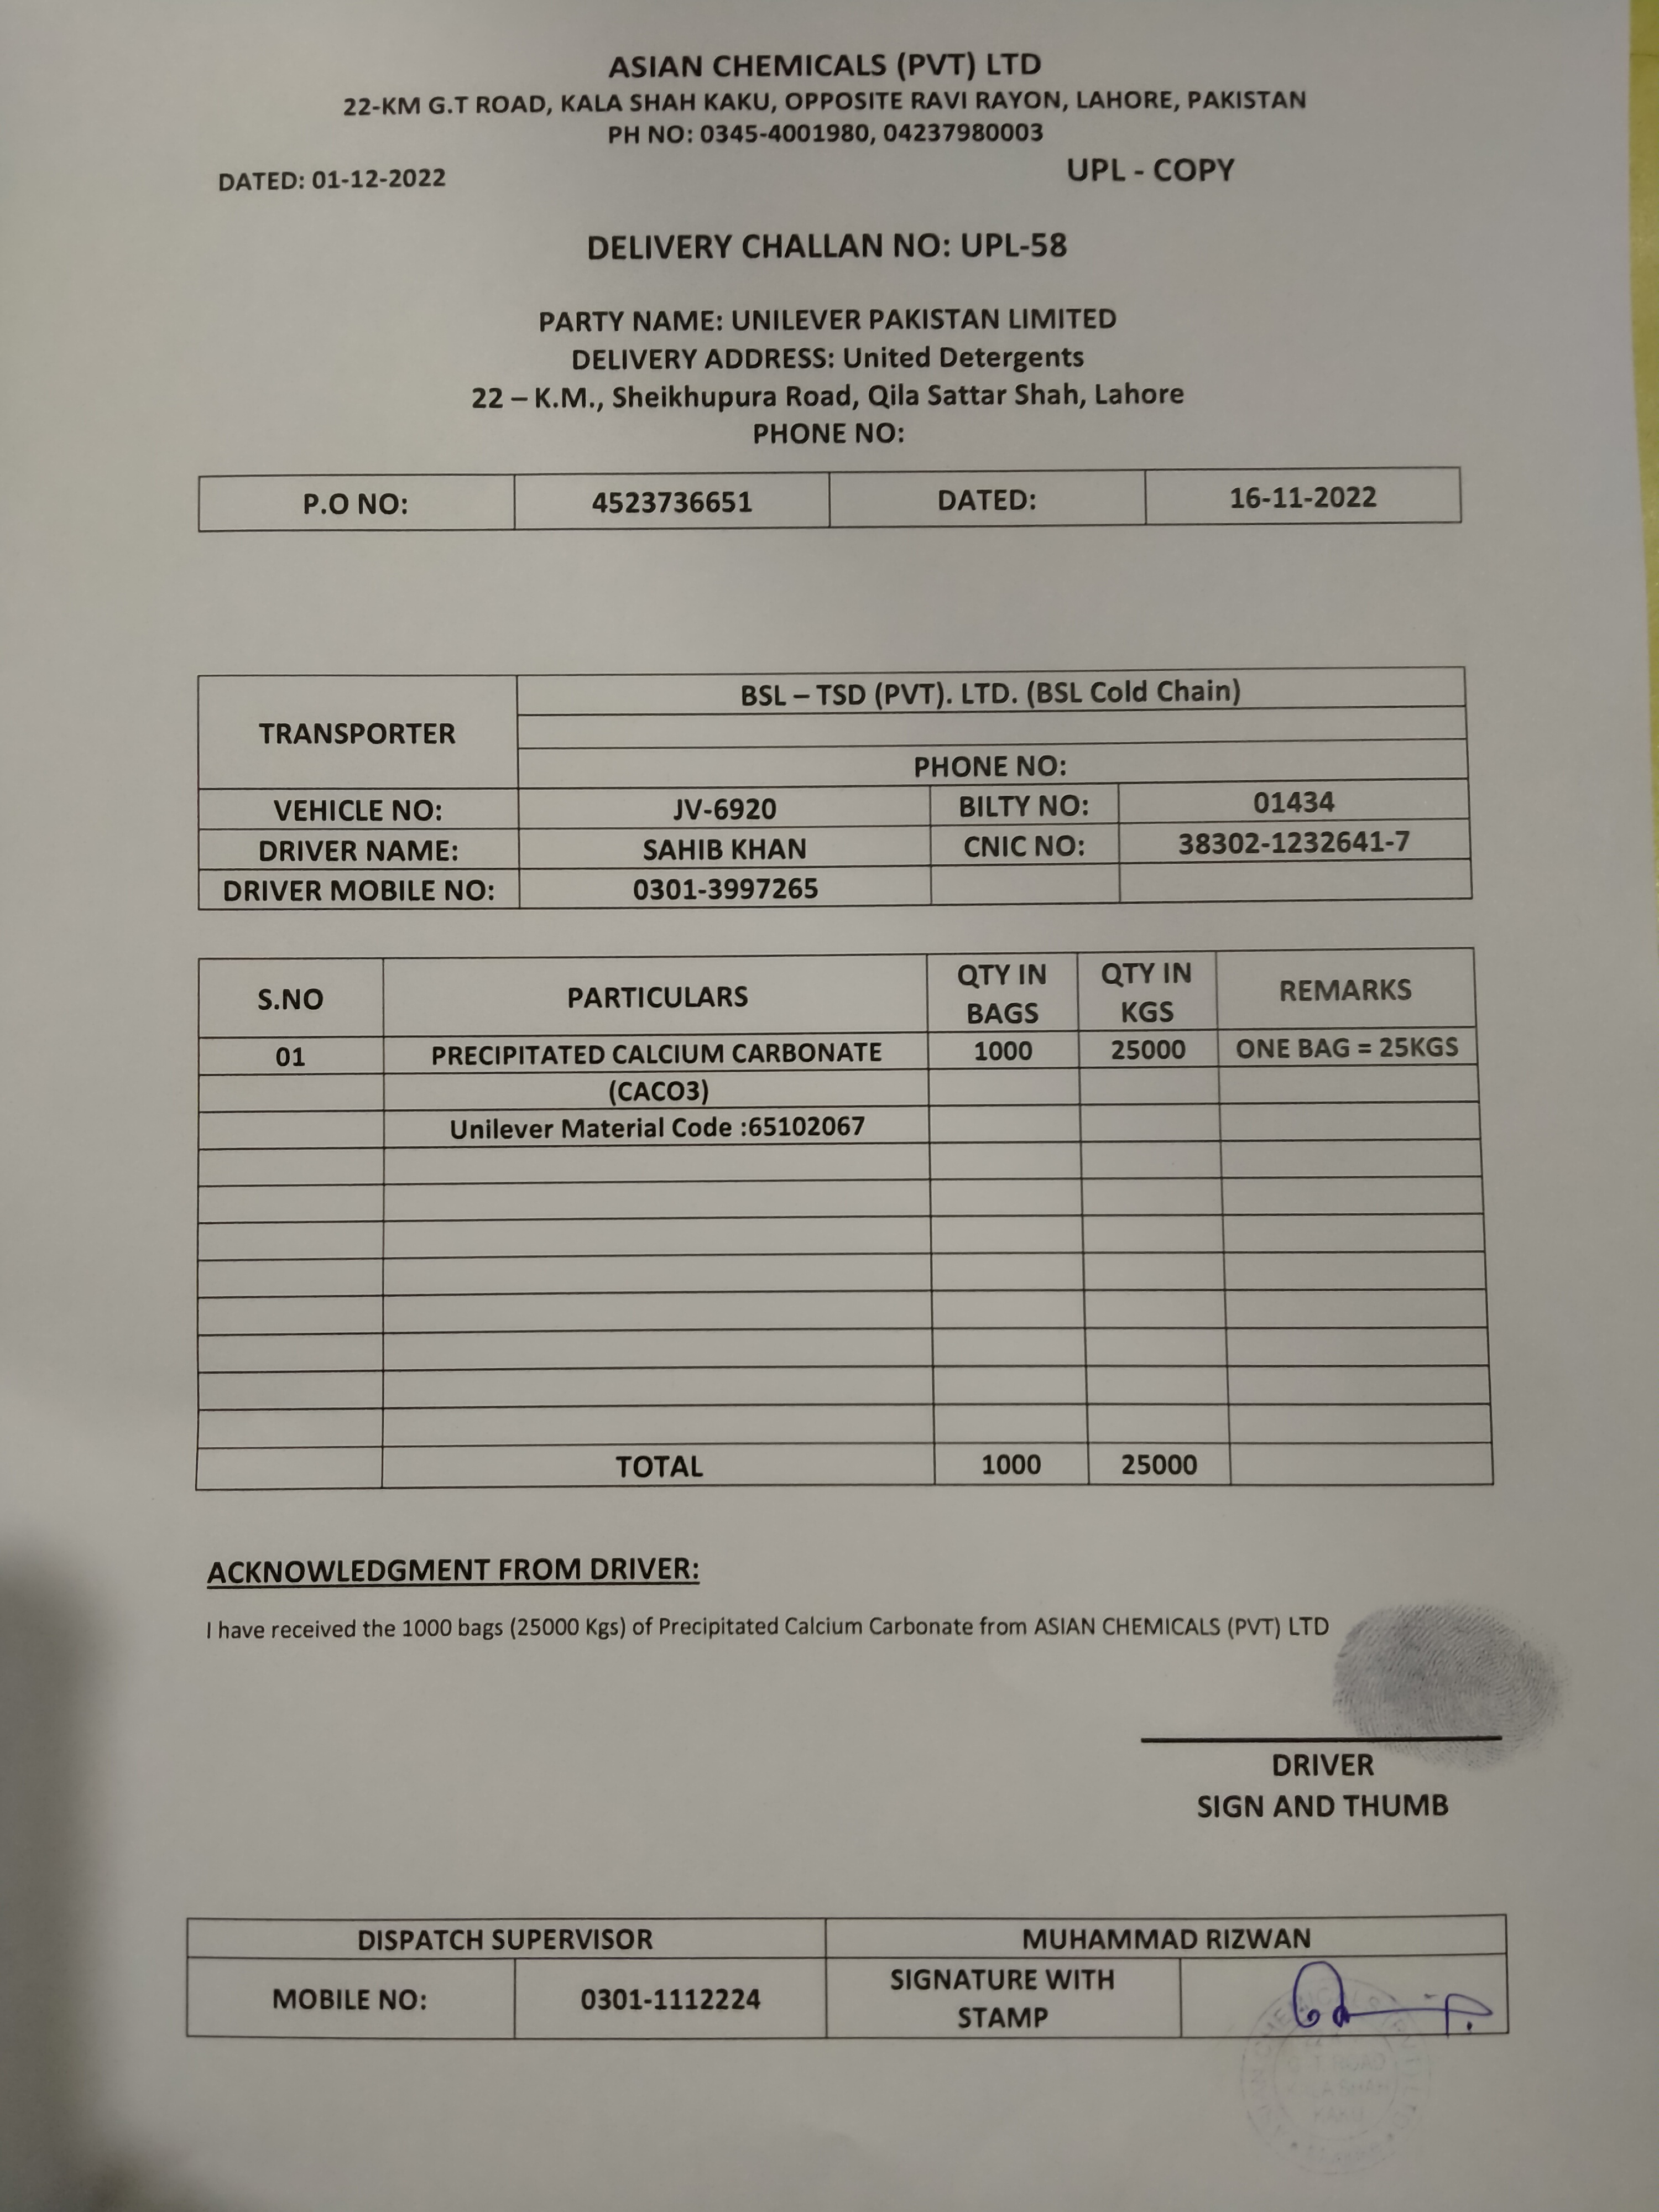 ASIAN CHEMICALS (PVT) LTD
22-KM G.T ROAD, KALA SHAH KAKU, OPPOSITE RAVI RAYON, LAHORE, PAKISTAN
PH NO: 0345-4001980, 04237980003
DATED: 01-12-2022 UPL - COPY
DELIVERY CHALLAN NO: UPL-58
PARTY NAME: UNILEVER PAKISTAN LIMITED
DELIVERY ADDRESS: United Detergents
22 – K.M., Sheikhupura Road, Qila Sattar Shah, Lahore
PHONE NO:
P.O NO: 4523736651 DATED: 16-11-2022
BSL – TSD (PVT). LTD. (BSL Cold Chain)
TRANSPORTER
PHONE NO:
VEHICLE NO: JV-6920 BILTY NO: 01434
DRIVER NAME: SAHIB KHAN CNIC NO: 38302-1232641-7
DRIVER MOBILE NO: 0301-3997265
S.NO PARTICULARS QTY IN BAGS QTY IN KGS REMARKS
01 PRECIPITATED CALCIUM CARBONATE 1000 25000 ONE BAG = 25KGS
(CACO3)
Unilever Material Code :65102067
TOTAL 1000 25000
ACKNOWLEDGMENT FROM DRIVER:
I have received the 1000 bags (25000 Kgs) of Precipitated Calcium Carbonate from ASIAN CHEMICALS (PVT) LTD
DRIVER
SIGN AND THUMB
DISPATCH SUPERVISOR MUHAMMAD RIZWAN
MOBILE NO: 0301-1112224 SIGNATURE WITH STAMP
G.T ROAD
KALA SHAH
KAKU